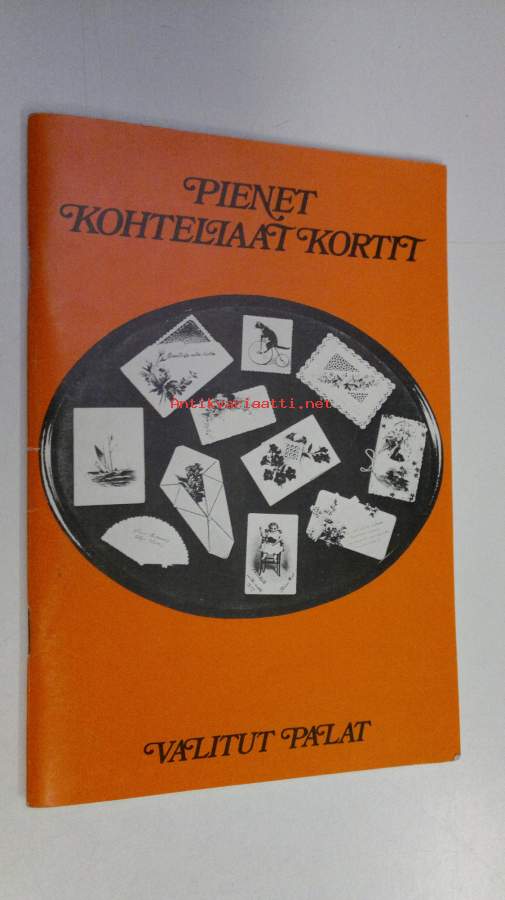 PIENET
KOHTELIAAT KORTIT
Antikvariaatti.net
VALITUT PALAT